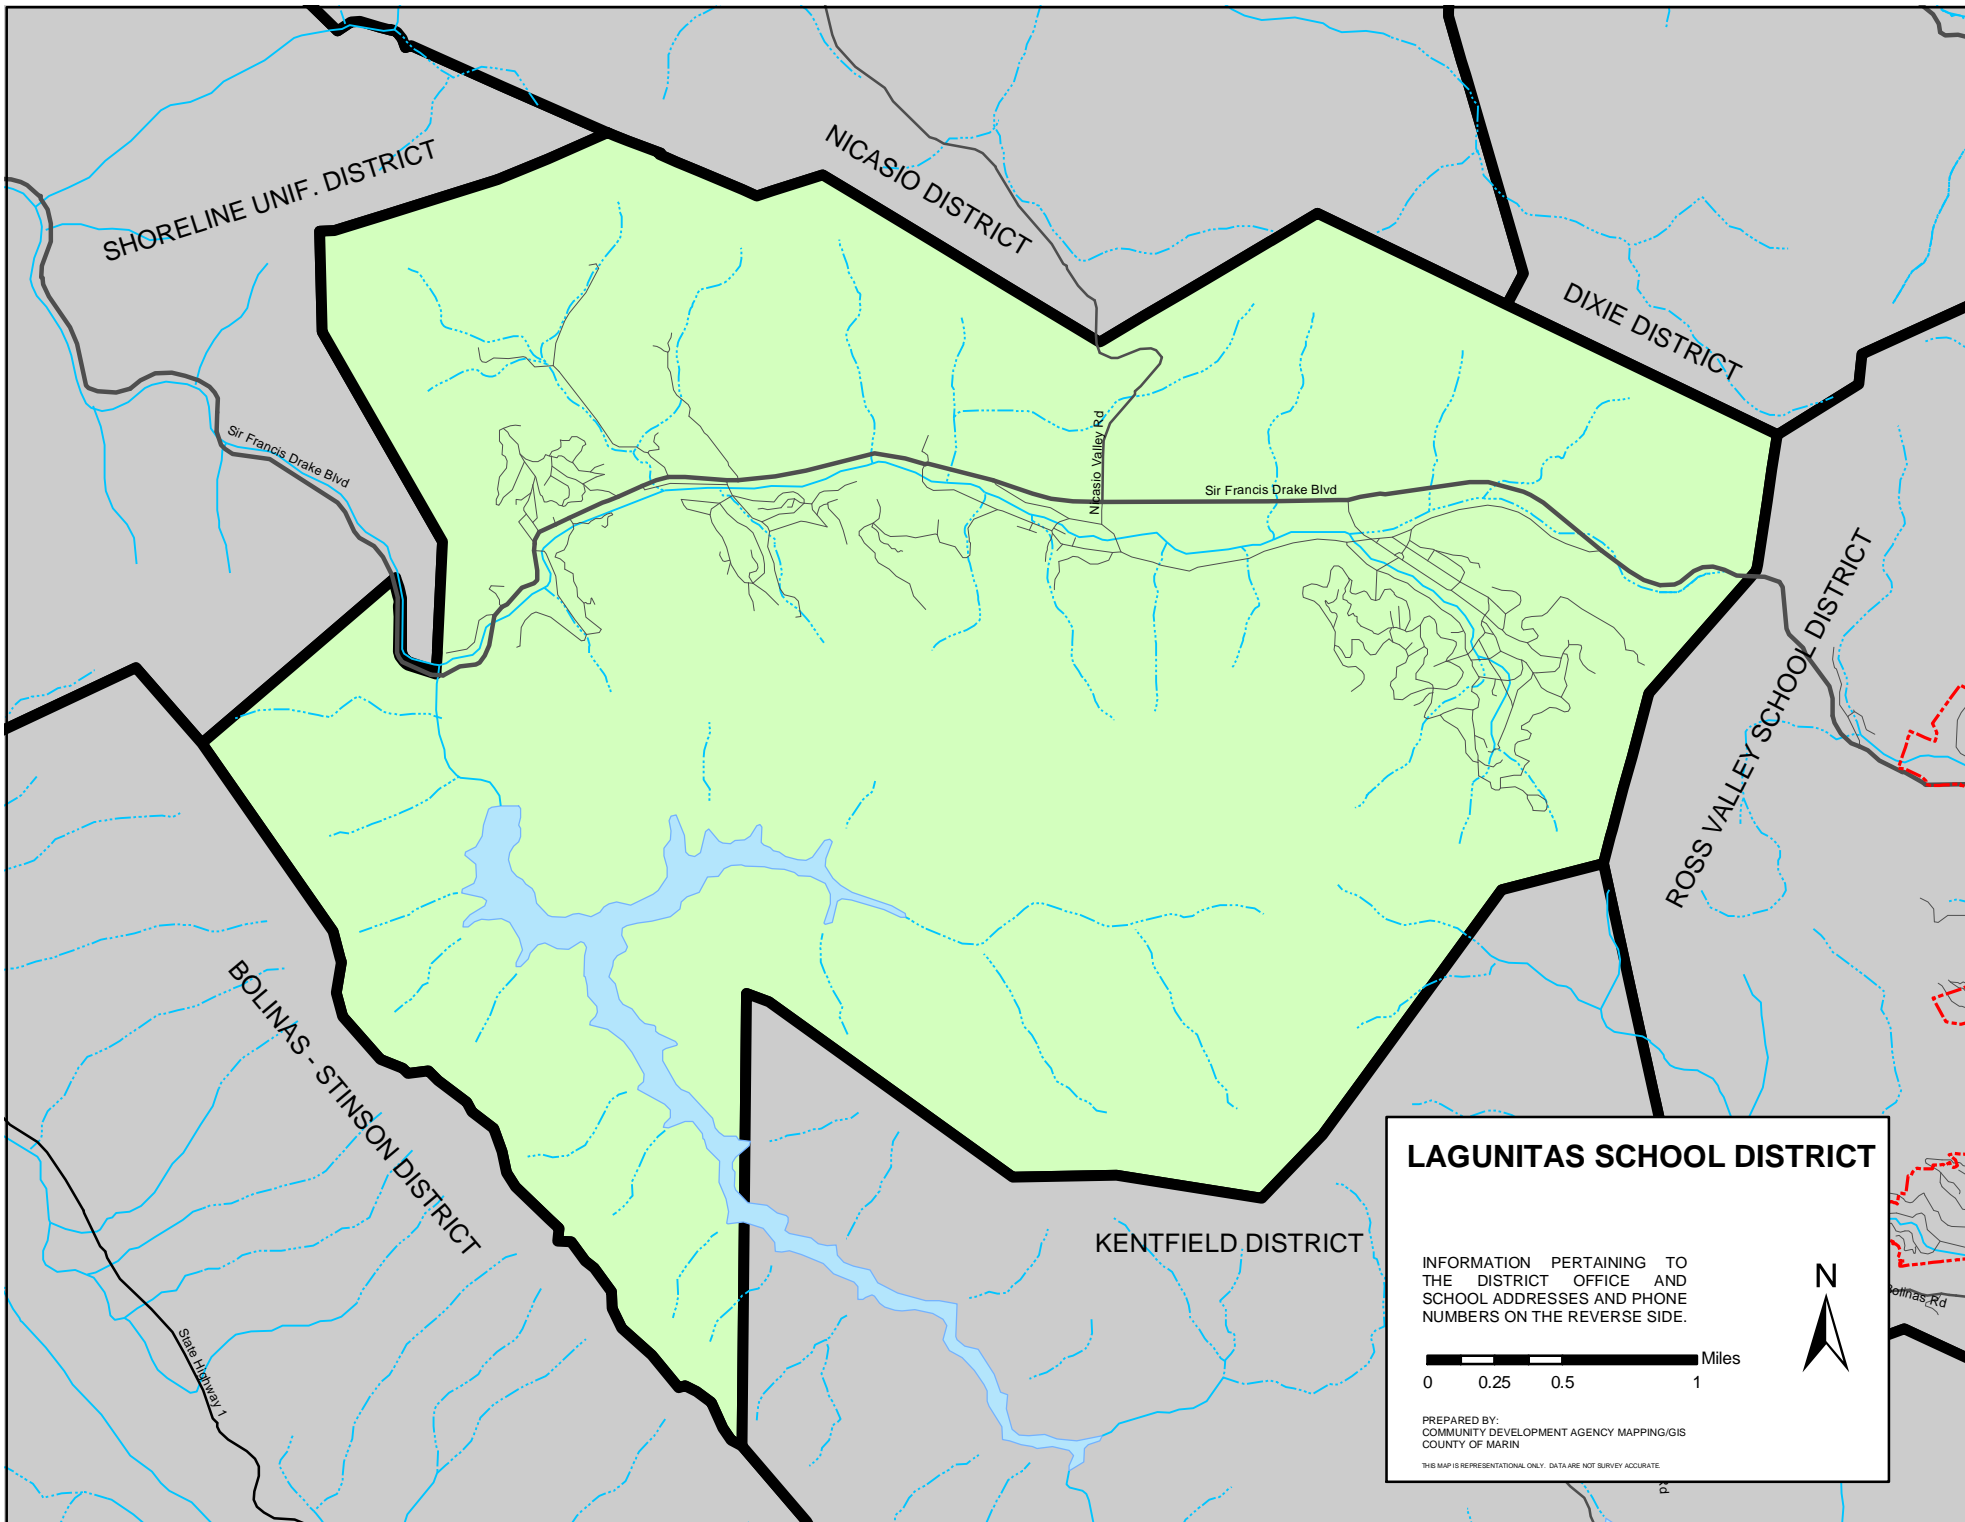 SHORELINE UNIF. DISTRICT
NICASIO DISTRICT
DIXIE DISTRICT
Sir Francis Drake Blvd
Nicasio Valley Rd
Sir Francis Drake Blvd
ROSS VALLEY SCHOOL DISTRICT
BOLINAS - STINSON DISTRICT
KENTFIELD DISTRICT
State Highway 1
Bolinas Rd
LAGUNITAS SCHOOL DISTRICT
INFORMATION PERTAINING TO
THE DISTRICT OFFICE AND
SCHOOL ADDRESSES AND PHONE
NUMBERS ON THE REVERSE SIDE.
N
Miles
0 0.25 0.5 1
PREPARED BY:
COMMUNITY DEVELOPMENT AGENCY MAPPING/GIS
COUNTY OF MARIN
THIS MAP IS REPRESENTATIONAL ONLY. DATA ARE NOT SURVEY ACCURATE.